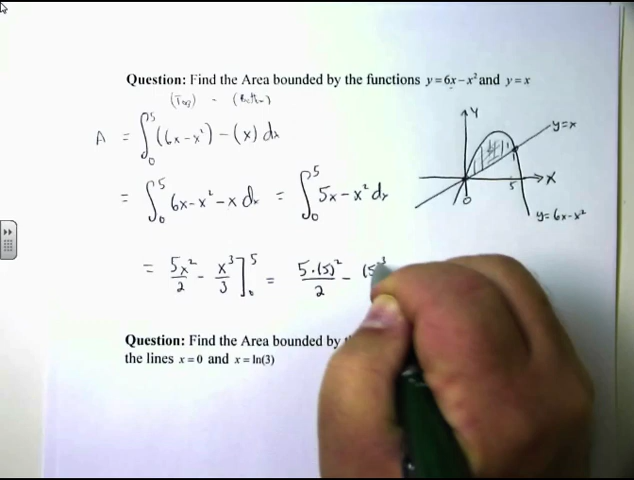 Question: Find the Area bounded by the functions y=6x−x² and y=x
(Top) - (Bottom)
A = ∫₀⁵ (6x-x²) - (x) dx
= ∫₀⁵ 6x-x²-x dx = ∫₀⁵ 5x-x² dx
= 5x²/2 - x³/3 ]₀⁵ = 5·(5)²/2 - (5)³
Y
y=x
X
0
5
y=6x-x²
Question: Find the Area bounded by
the lines x=0 and x=ln(3)